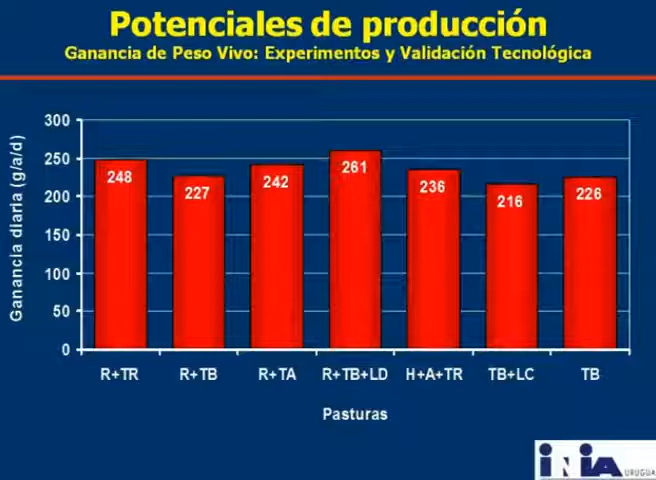 Potenciales de producción
Ganancia de Peso Vivo: Experimentos y Validación Tecnológica
Ganancia diaria (g/a/d)
300
250
200
150
100
50
0
248
227
242
261
236
216
226
R+TR R+TB R+TA R+TB+LD H+A+TR TB+LC TB
Pasturas
INIA URUGUA